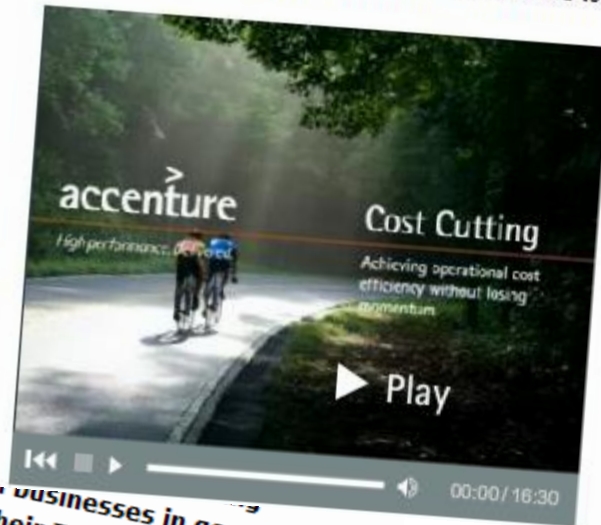 >
accenture
High performance. Delivered.
Cost Cutting
Achieving operational cost
efficiency without losing
momentum
Play
00:00/16:30
businesses in